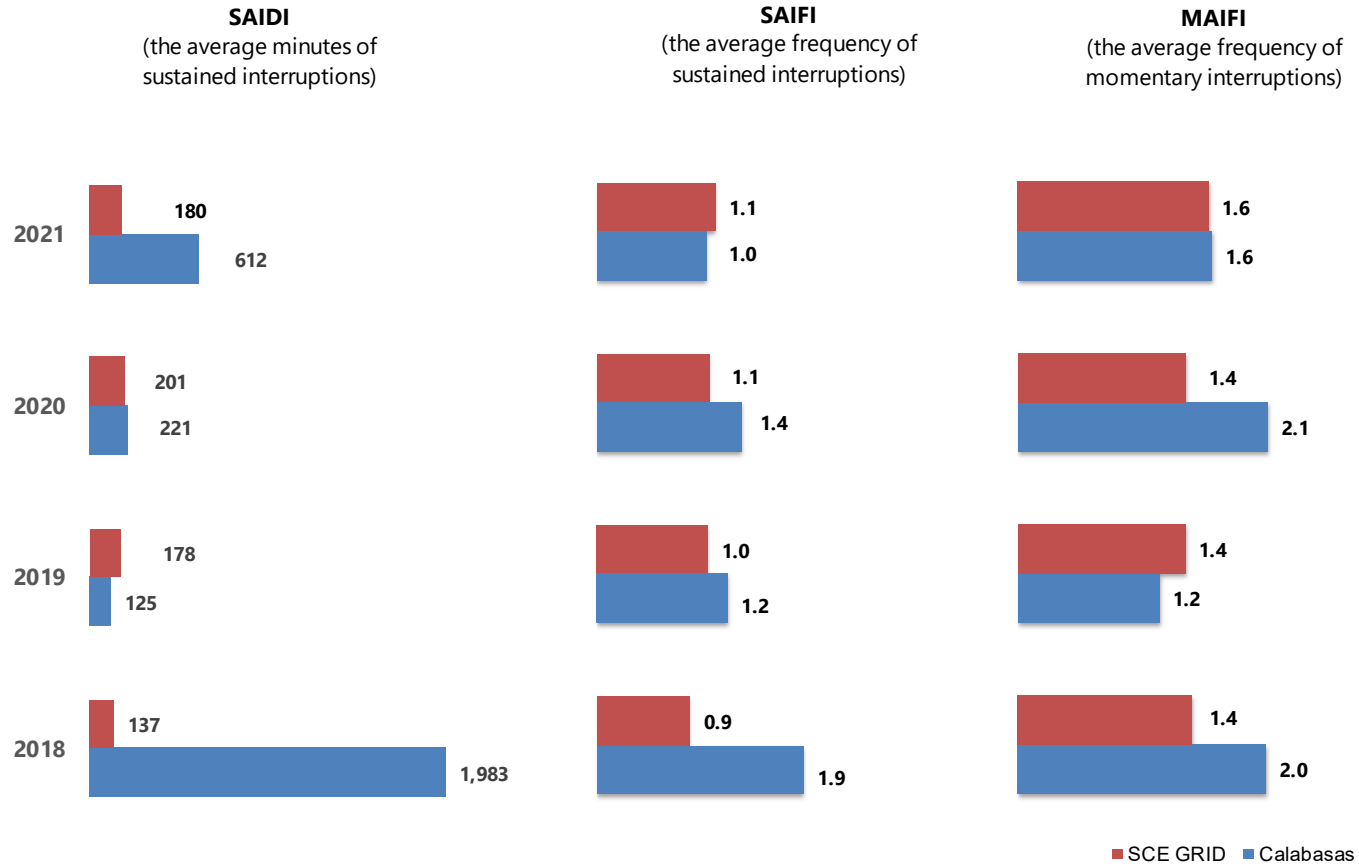 SAIDI
(the average minutes of
sustained interruptions)
SAIFI
(the average frequency of
sustained interruptions)
MAIFI
(the average frequency of
momentary interruptions)
2021
180
612
1.1
1.0
1.6
1.6
2020
201
221
1.1
1.4
1.4
2.1
2019
178
125
1.0
1.2
1.4
1.2
2018
137
1,983
0.9
1.9
1.4
2.0
SCE GRID
Calabasas